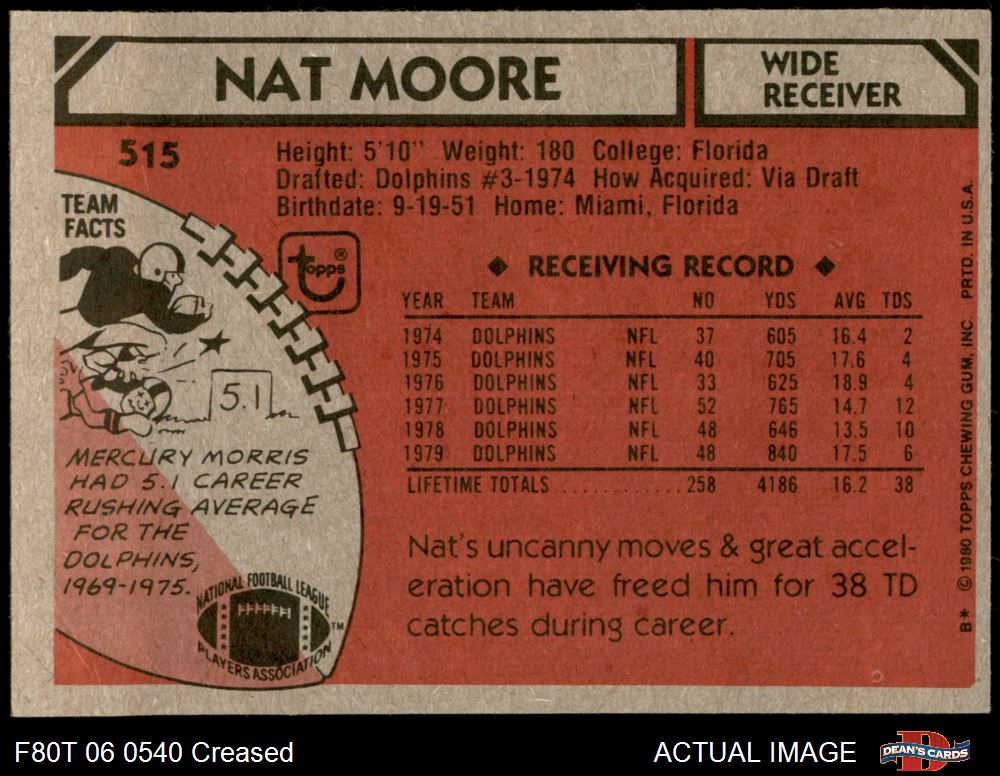 NAT MOORE
WIDE
RECEIVER
515
Height: 5'10" Weight: 180 College: Florida
Drafted: Dolphins #3-1974 How Acquired: Via Draft
Birthdate: 9-19-51 Home: Miami, Florida
TEAM
FACTS
topps®
◆ RECEIVING RECORD ◆
YEAR TEAM NO YDS AVG TDS
1974 DOLPHINS NFL 37 605 16.4 2
1975 DOLPHINS NFL 40 705 17.6 4
1976 DOLPHINS NFL 33 625 18.9 4
1977 DOLPHINS NFL 52 765 14.7 12
1978 DOLPHINS NFL 48 646 13.5 10
1979 DOLPHINS NFL 48 840 17.5 6
LIFETIME TOTALS ............ 258 4186 16.2 38
5.1
MERCURY MORRIS
HAD 5.1 CAREER
RUSHING AVERAGE
FOR THE
DOLPHINS,
1969-1975.
NATIONAL FOOTBALL LEAGUE
PLAYERS ASSOCIATION
TM
Nat's uncanny moves & great accel-
eration have freed him for 38 TD
catches during career.
B* © 1980 TOPPS CHEWING GUM, INC. PRTD. IN U.S.A.
F80T 06 0540 Creased
ACTUAL IMAGE
DEAN'S CARDS